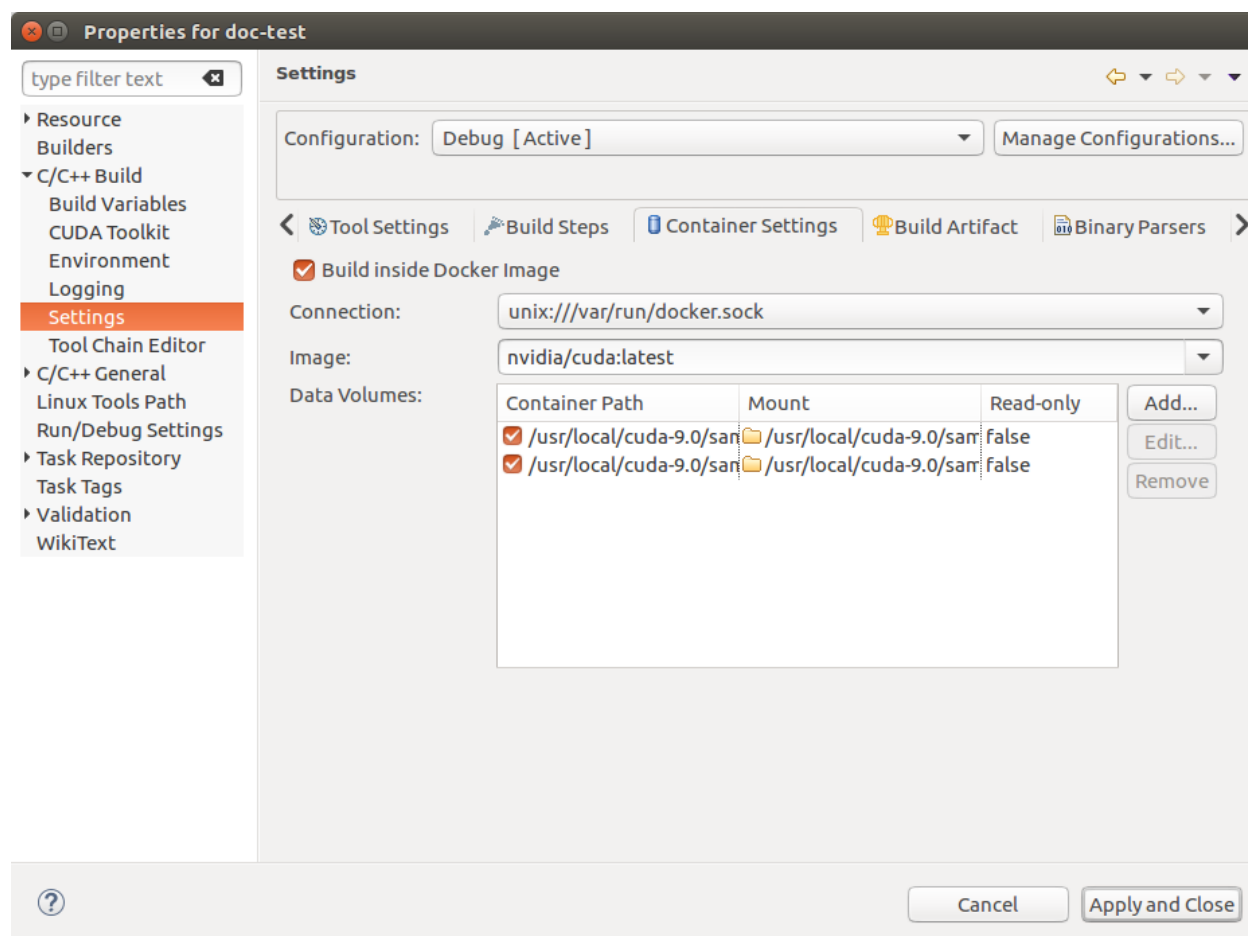 Properties for doc-test
type filter text
Resource
Builders
C/C++ Build
Build Variables
CUDA Toolkit
Environment
Logging
Settings
Tool Chain Editor
C/C++ General
Linux Tools Path
Run/Debug Settings
Task Repository
Task Tags
Validation
WikiText
Settings
Configuration: Debug [Active] Manage Configurations...
Tool Settings Build Steps Container Settings Build Artifact Binary Parsers
Build inside Docker Image
Connection: unix:///var/run/docker.sock
Image: nvidia/cuda:latest
Data Volumes:
Container Path Mount Read-only
/usr/local/cuda-9.0/san /usr/local/cuda-9.0/sam false
/usr/local/cuda-9.0/san /usr/local/cuda-9.0/sam false
Add...
Edit...
Remove
Cancel Apply and Close